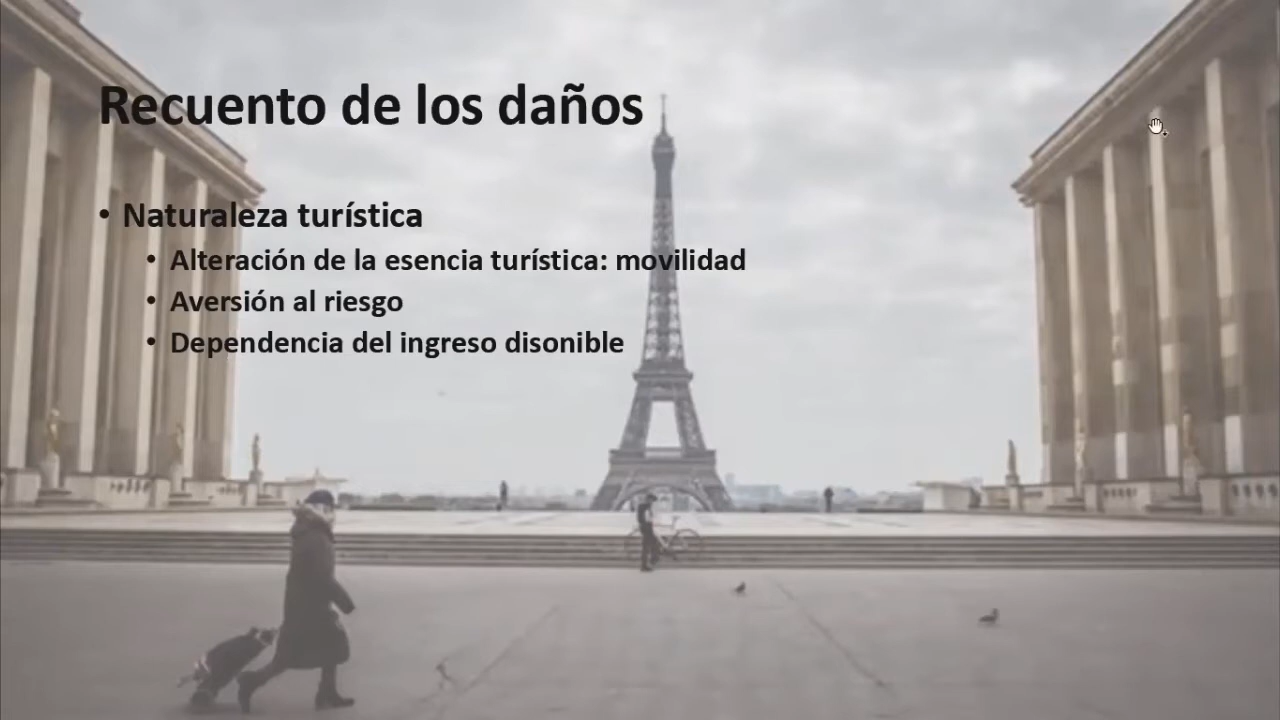 Recuento de los daños
• Naturaleza turística
• Alteración de la esencia turística: movilidad
• Aversión al riesgo
• Dependencia del ingreso disonible